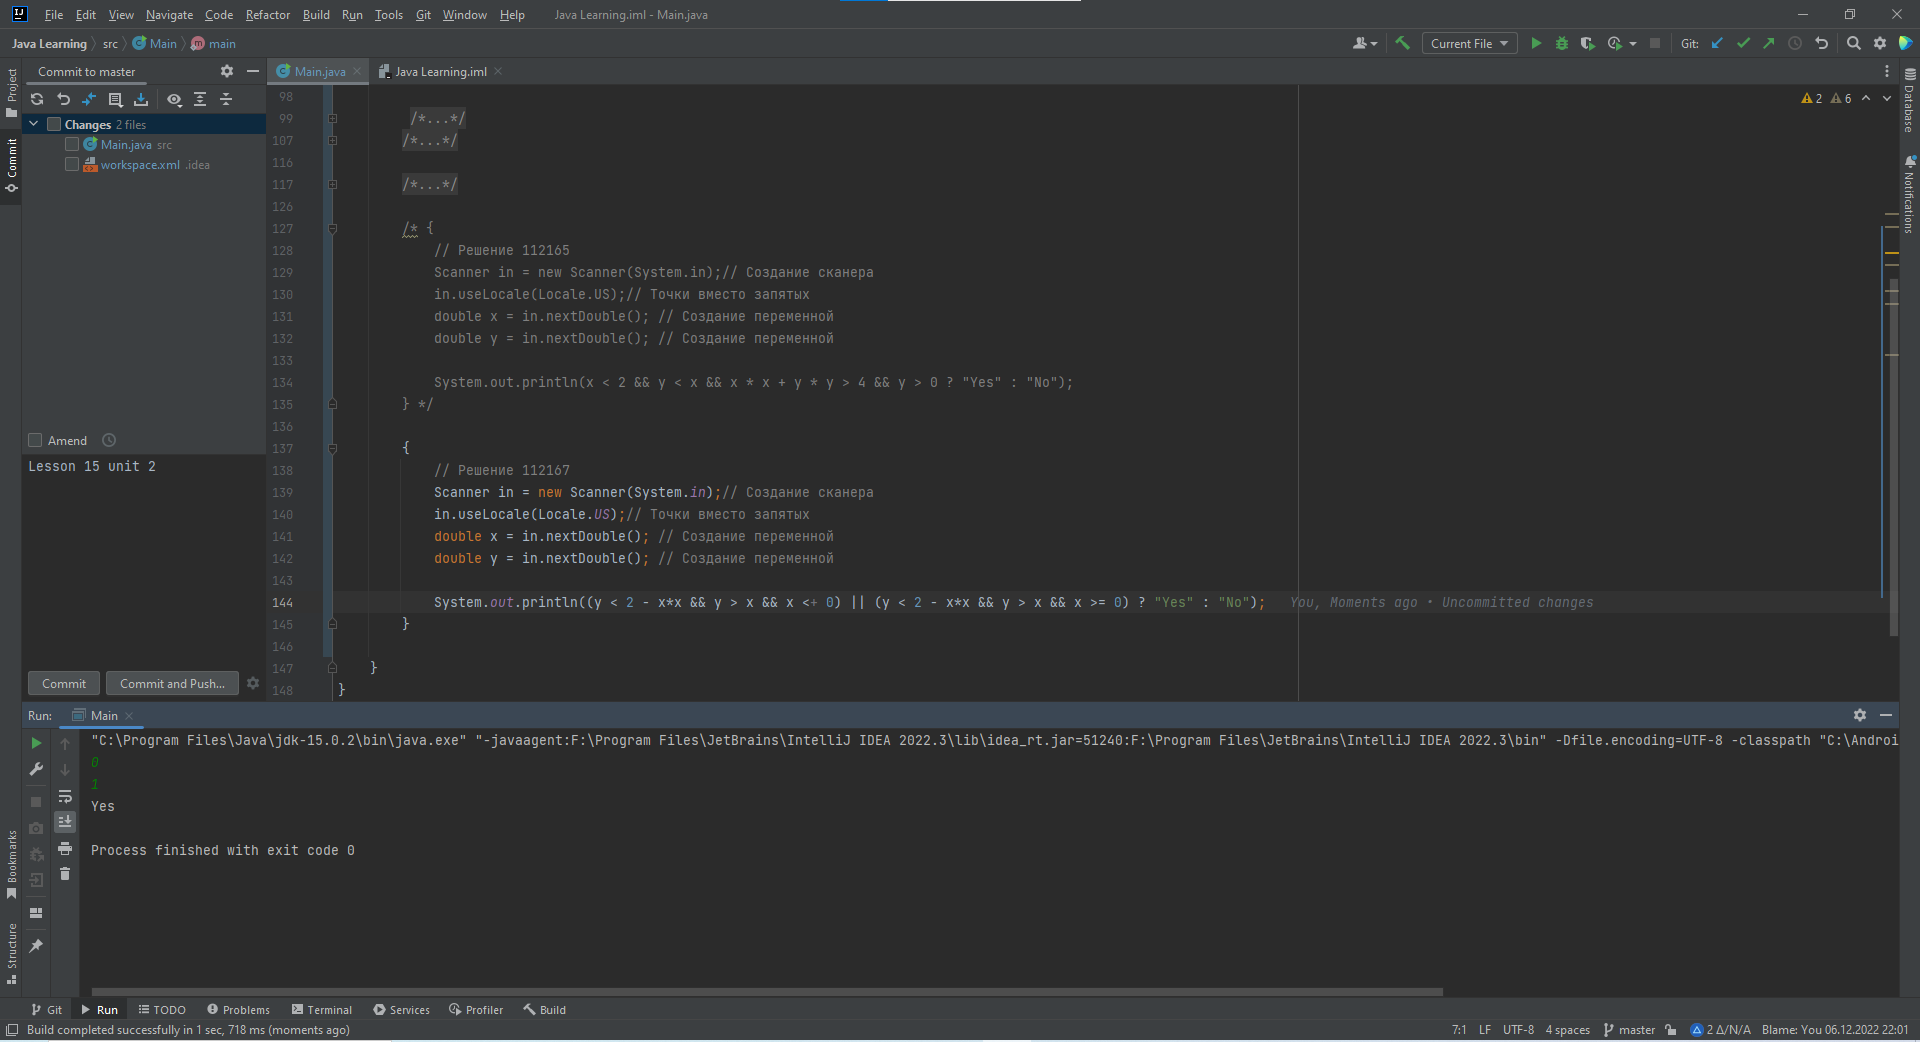 File Edit View Navigate Code Refactor Build Run Tools Git Window Help Java Learning.iml - Main.java
Java Learning src Main main Current File Git:
Project
Commit
Bookmarks
Structure
Commit to master
Changes 2 files
Main.java src
workspace.xml .idea
Amend
Lesson 15 unit 2
Commit Commit and Push...
Main.java Java Learning.iml
2 6
98
99 /*...*/
107 /*...*/
116
117 /*...*/
126
127 /* {
128 // Решение 112165
129 Scanner in = new Scanner(System.in);// Создание сканера
130 in.useLocale(Locale.US);// Точки вместо запятых
131 double x = in.nextDouble(); // Создание переменной
132 double y = in.nextDouble(); // Создание переменной
133
134 System.out.println(x < 2 && y < x && x * x + y * y > 4 && y > 0 ? "Yes" : "No");
135 } */
136
137 {
138 // Решение 112167
139 Scanner in = new Scanner(System.in);// Создание сканера
140 in.useLocale(Locale.US);// Точки вместо запятых
141 double x = in.nextDouble(); // Создание переменной
142 double y = in.nextDouble(); // Создание переменной
143
144 System.out.println((y < 2 - x*x && y > x && x <+ 0) || (y < 2 - x*x && y > x && x >= 0) ? "Yes" : "No"); You, Moments ago • Uncommitted changes
145 }
146
147 }
148 }
Database
Notifications
Run: Main
"C:\Program Files\Java\jdk-15.0.2\bin\java.exe" "-javaagent:F:\Program Files\JetBrains\IntelliJ IDEA 2022.3\lib\idea_rt.jar=51240:F:\Program Files\JetBrains\IntelliJ IDEA 2022.3\bin" -Dfile.encoding=UTF-8 -classpath "C:\Androi
0
1
Yes
Process finished with exit code 0
Git Run TODO Problems Terminal Services Profiler Build
Build completed successfully in 1 sec, 718 ms (moments ago) 7:1 LF UTF-8 4 spaces master 2 Δ/N/A Blame: You 06.12.2022 22:01